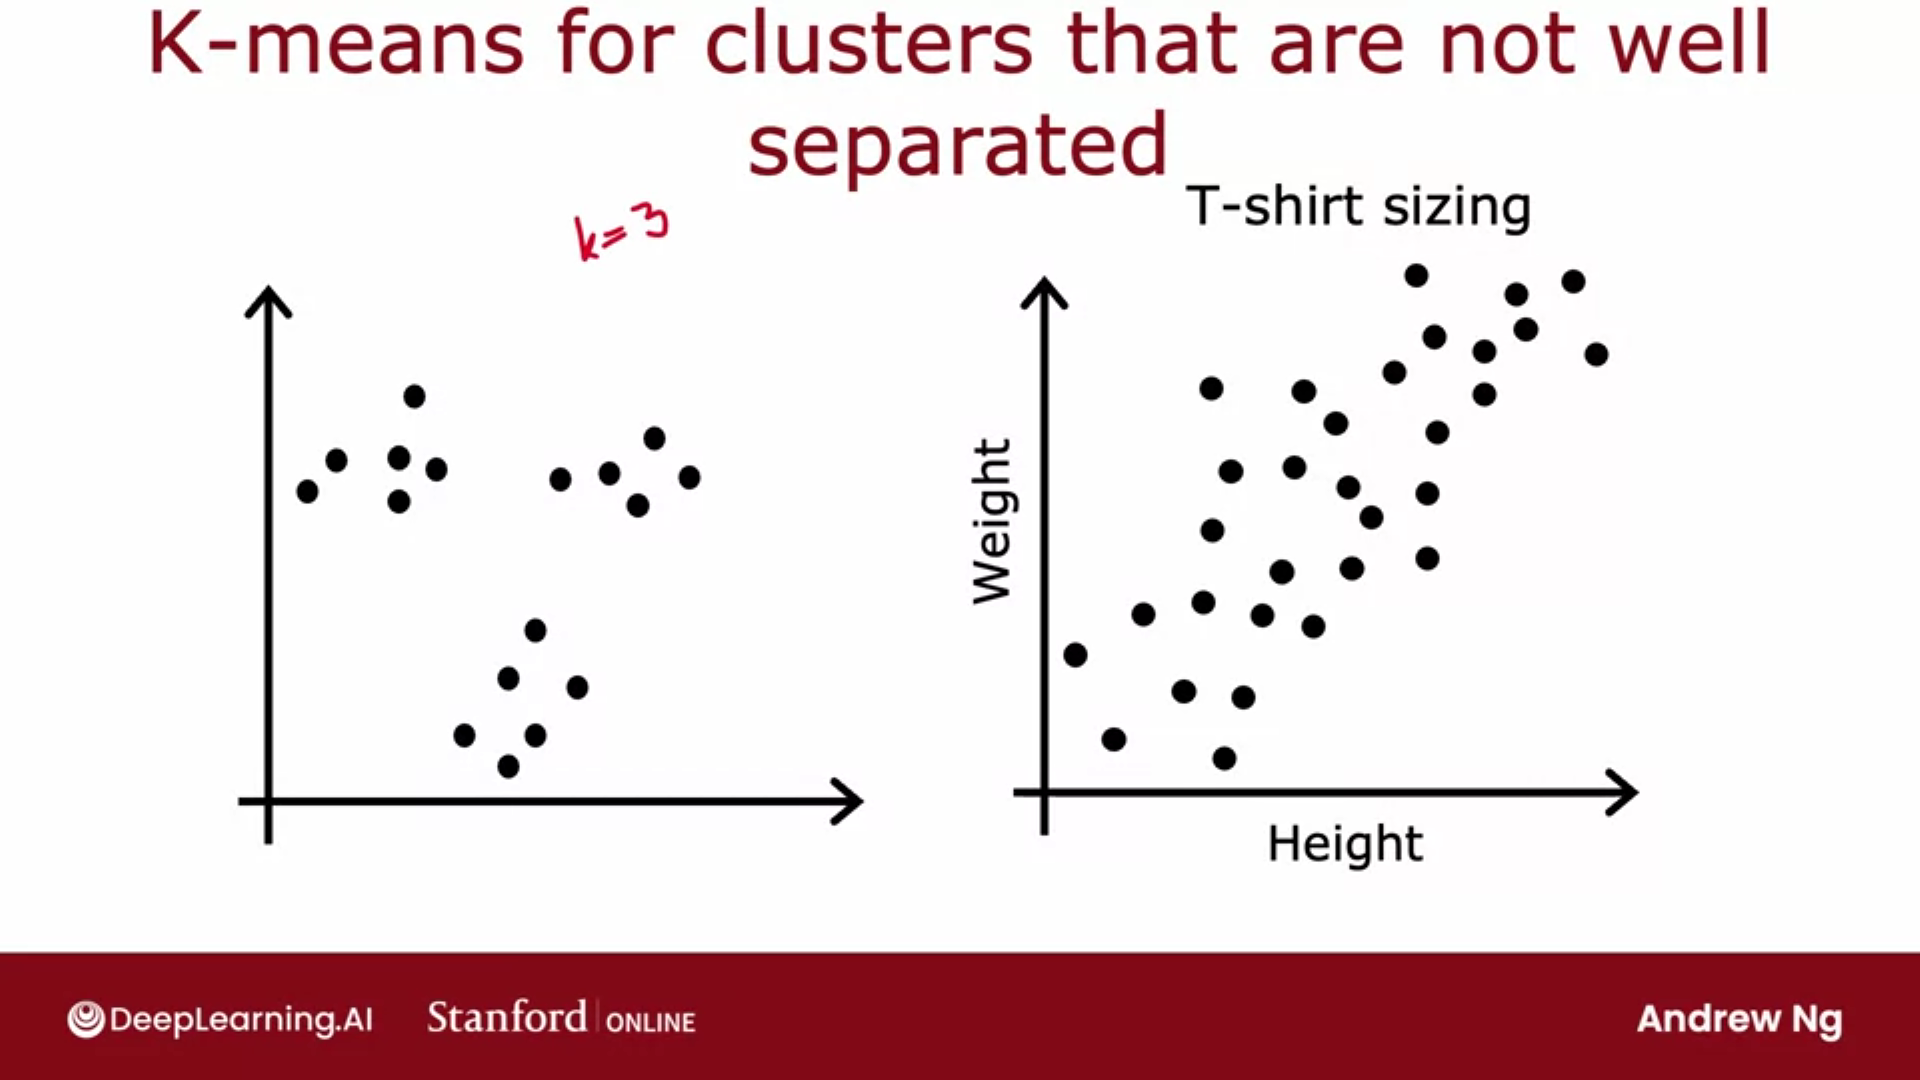 K-means for clusters that are not well
separated
k=3
T-shirt sizing
Weight
Height
DeepLearning.AI
Stanford ONLINE
Andrew Ng